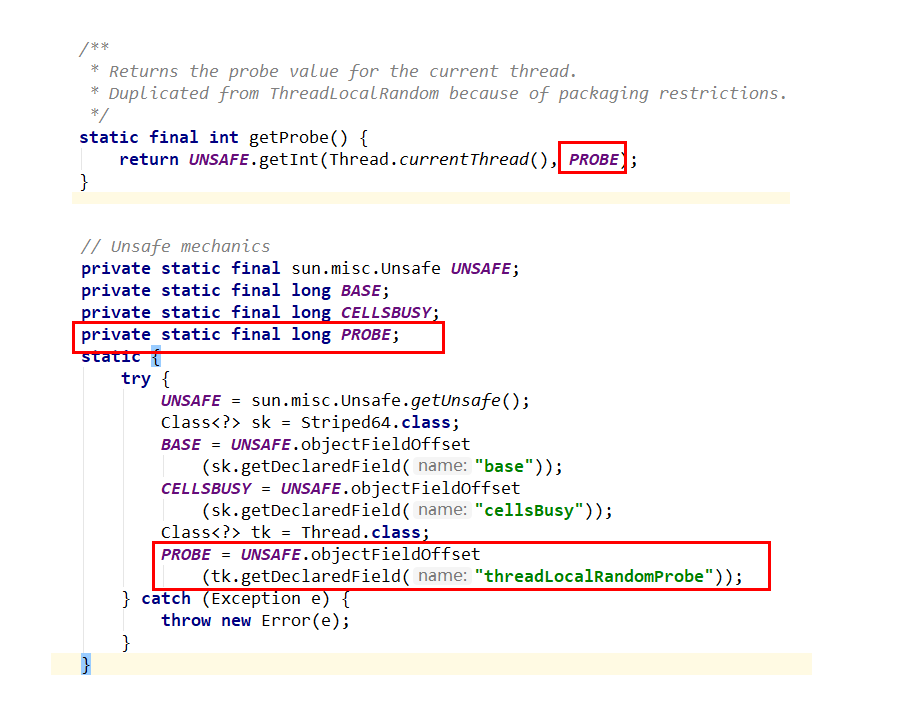 /**
 * Returns the probe value for the current thread.
 * Duplicated from ThreadLocalRandom because of packaging restrictions.
 */
static final int getProbe() {
    return UNSAFE.getInt(Thread.currentThread(), PROBE);
}
// Unsafe mechanics
private static final sun.misc.Unsafe UNSAFE;
private static final long BASE;
private static final long CELLSBUSY;
private static final long PROBE;
static {
    try {
        UNSAFE = sun.misc.Unsafe.getUnsafe();
        Class<?> sk = Striped64.class;
        BASE = UNSAFE.objectFieldOffset
            (sk.getDeclaredField( name: "base"));
        CELLSBUSY = UNSAFE.objectFieldOffset
            (sk.getDeclaredField( name: "cellsBusy"));
        Class<?> tk = Thread.class;
        PROBE = UNSAFE.objectFieldOffset
            (tk.getDeclaredField( name: "threadLocalRandomProbe"));
    } catch (Exception e) {
        throw new Error(e);
    }
}